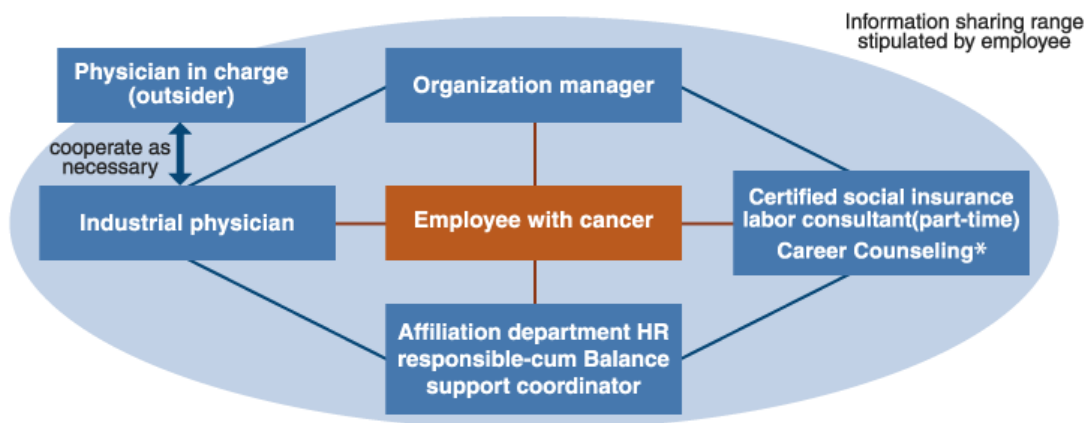 Information sharing range
stipulated by employee
Physician in charge
(outsider)
Organization manager
cooperate as
necessary
Industrial physician
Employee with cancer
Certified social insurance
labor consultant(part-time)
Career Counseling*
Affiliation department HR
responsible-cum Balance
support coordinator